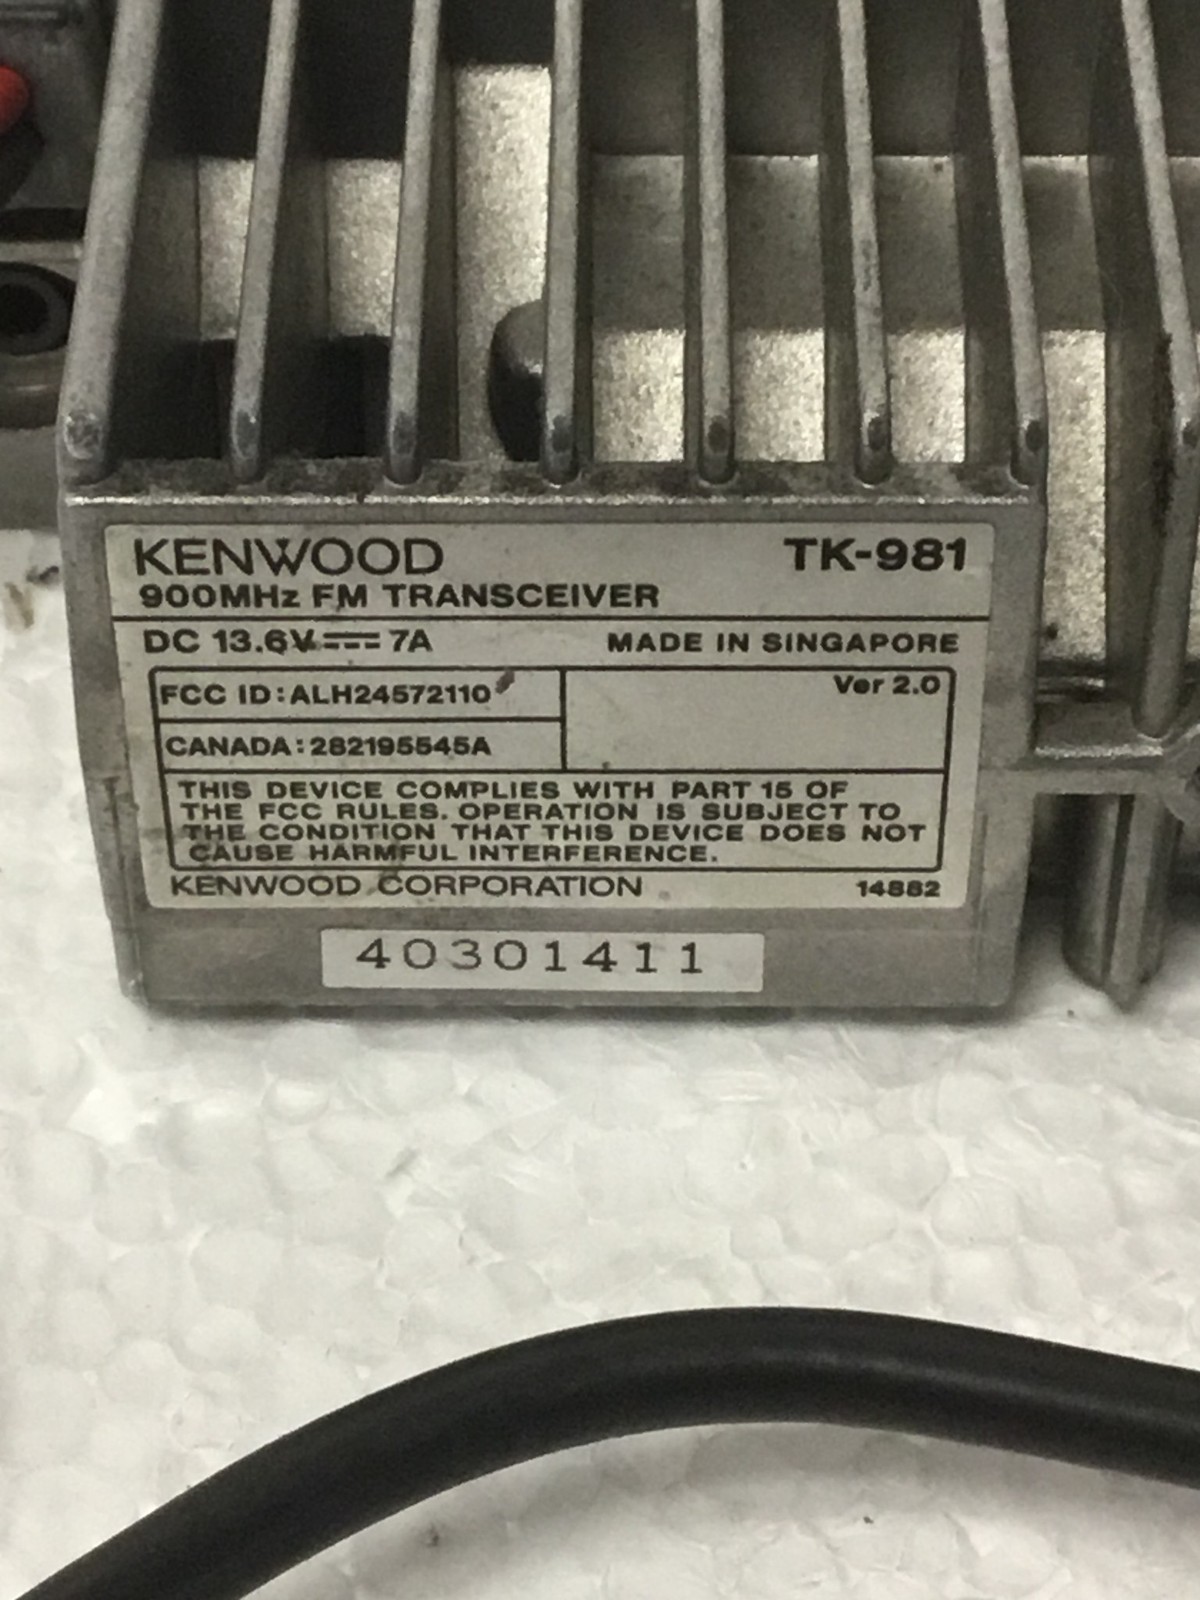 KENWOOD TK-981
900MHz FM TRANSCEIVER
DC 13.6V 7A MADE IN SINGAPORE
FCC ID:ALH24572110 Ver 2.0
CANADA:282195545A
THIS DEVICE COMPLIES WITH PART 15 OF
THE FCC RULES. OPERATION IS SUBJECT TO
THE CONDITION THAT THIS DEVICE DOES NOT
CAUSE HARMFUL INTERFERENCE.
KENWOOD CORPORATION 14882
40301411